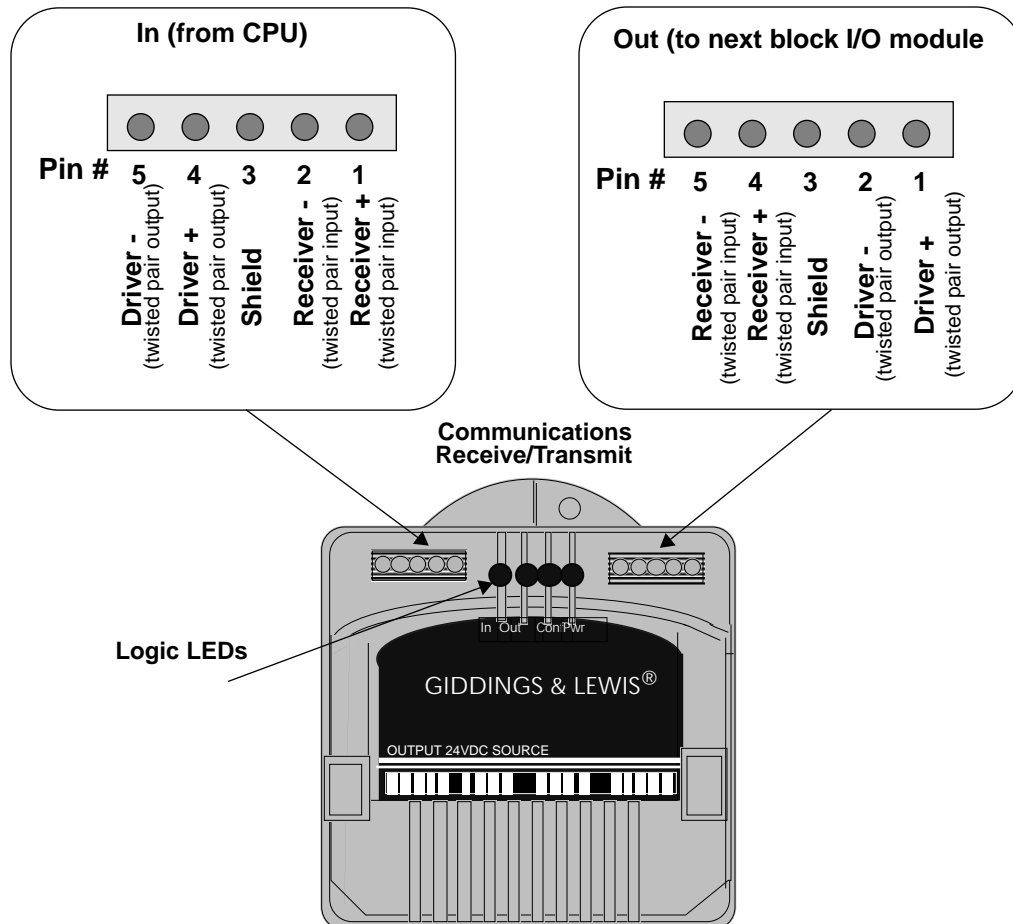 In (from CPU)
Pin # 5 4 3 2 1
Driver -
(twisted pair output)
Driver +
(twisted pair output)
Shield
Receiver -
(twisted pair input)
Receiver +
(twisted pair input)
Out (to next block I/O module
Pin # 5 4 3 2 1
Receiver -
(twisted pair input)
Receiver +
(twisted pair input)
Shield
Driver -
(twisted pair output)
Driver +
(twisted pair output)
Communications
Receive/Transmit
In Out Con Pwr
Logic LEDs
GIDDINGS & LEWIS®
OUTPUT 24VDC SOURCE